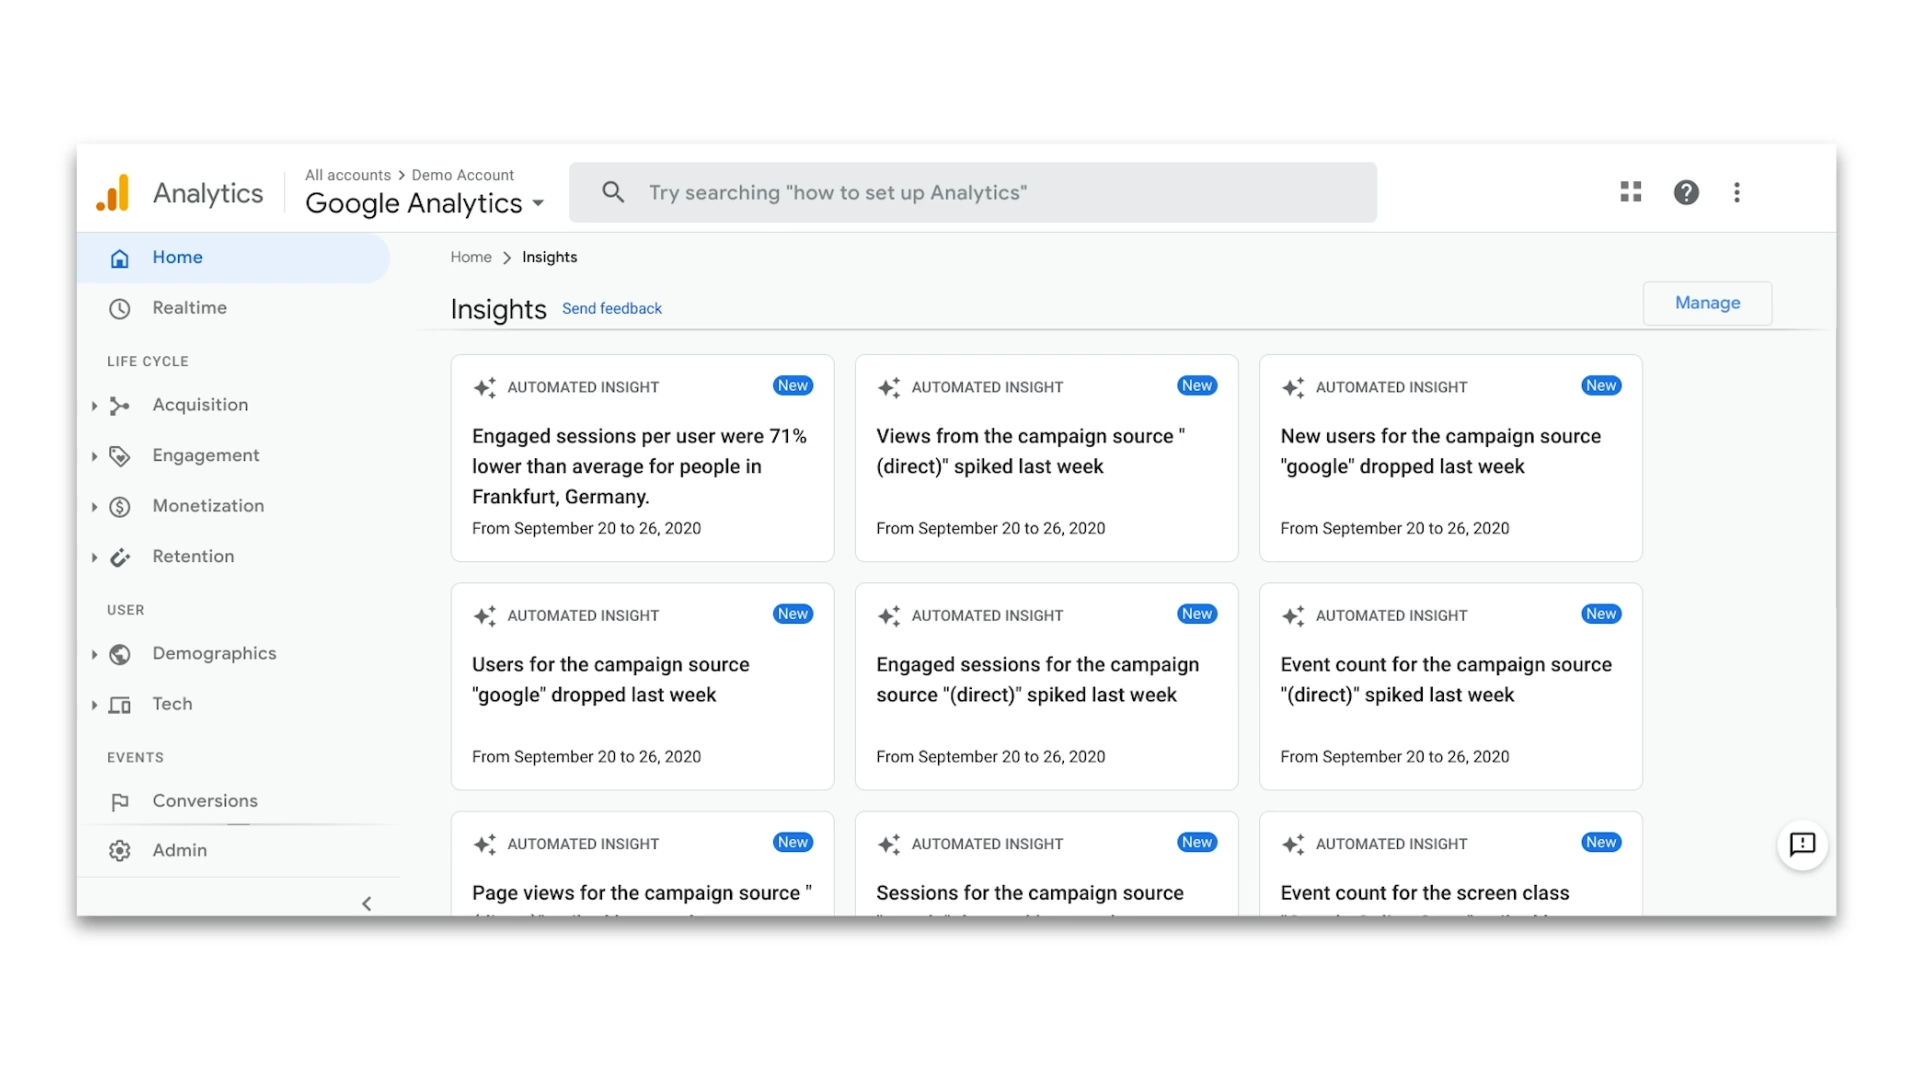 Analytics
All accounts > Demo Account
Google Analytics
Try searching "how to set up Analytics"
Home
Realtime
LIFE CYCLE
Acquisition
Engagement
Monetization
Retention
USER
Demographics
Tech
EVENTS
Conversions
Admin
Home > Insights
Insights Send feedback
Manage
AUTOMATED INSIGHT New
Engaged sessions per user were 71%
lower than average for people in
Frankfurt, Germany.
From September 20 to 26, 2020
AUTOMATED INSIGHT New
Views from the campaign source "
(direct)" spiked last week
From September 20 to 26, 2020
AUTOMATED INSIGHT New
New users for the campaign source
"google" dropped last week
From September 20 to 26, 2020
AUTOMATED INSIGHT New
Users for the campaign source
"google" dropped last week
From September 20 to 26, 2020
AUTOMATED INSIGHT New
Engaged sessions for the campaign
source "(direct)" spiked last week
From September 20 to 26, 2020
AUTOMATED INSIGHT New
Event count for the campaign source
"(direct)" spiked last week
From September 20 to 26, 2020
AUTOMATED INSIGHT New
Page views for the campaign source "
AUTOMATED INSIGHT New
Sessions for the campaign source
AUTOMATED INSIGHT New
Event count for the screen class